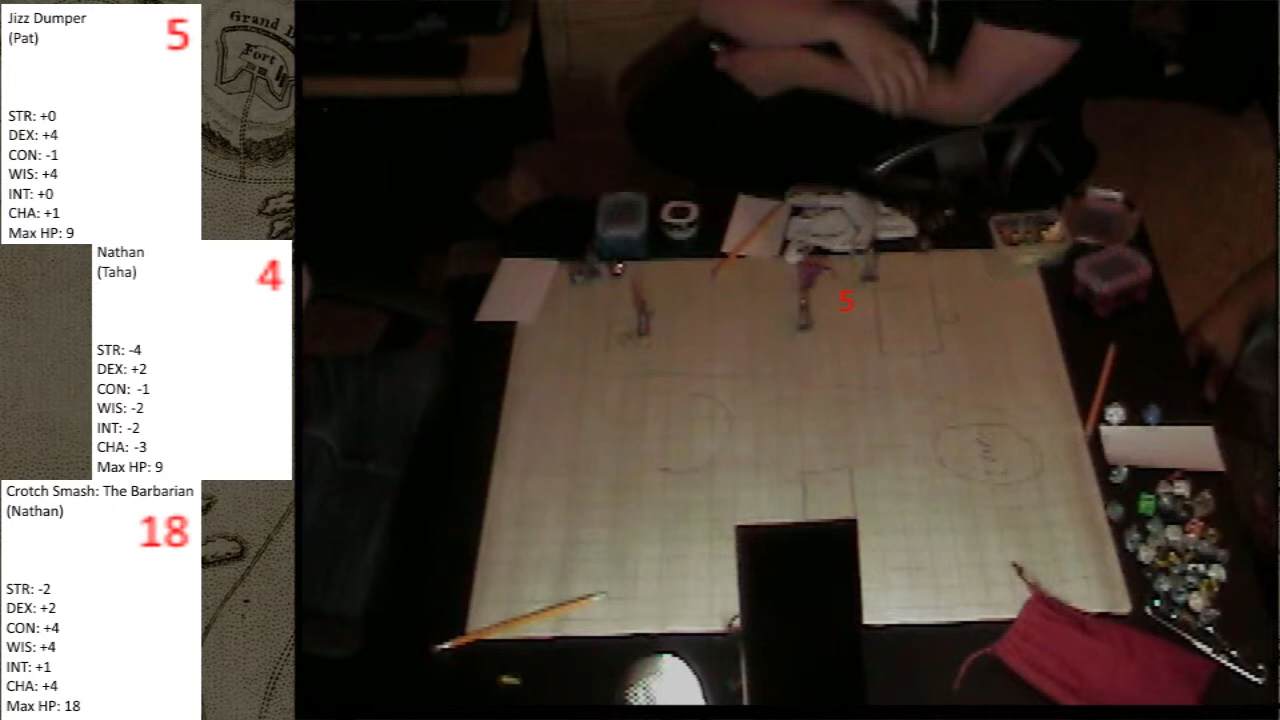 Jizz Dumper
(Pat)
5
STR: +0
DEX: +4
CON: -1
WIS: +4
INT: +0
CHA: +1
Max HP: 9
Grand
Fort
Nathan
(Taha)
4
STR: -4
DEX: +2
CON: -1
WIS: -2
INT: -2
CHA: -3
Max HP: 9
Crotch Smash: The Barbarian
(Nathan)
18
STR: -2
DEX: +2
CON: +4
WIS: +4
INT: +1
CHA: +4
Max HP: 18
5